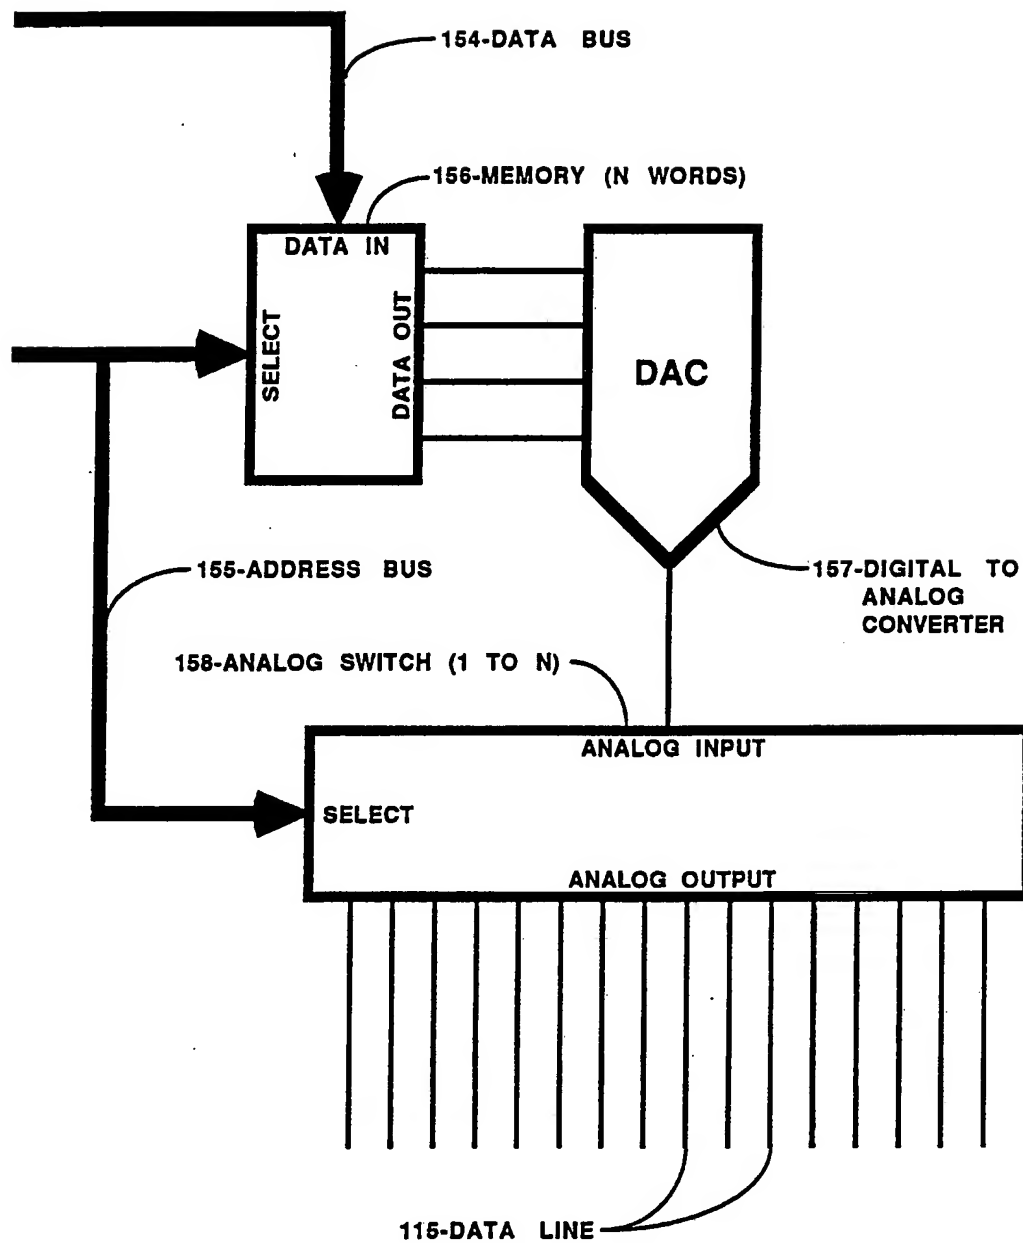 154-DATA BUS
156-MEMORY (N WORDS)
DATA IN
SELECT
DATA OUT
DAC
155-ADDRESS BUS
157-DIGITAL TO
ANALOG
CONVERTER
158-ANALOG SWITCH (1 TO N)
ANALOG INPUT
SELECT
ANALOG OUTPUT
115-DATA LINE